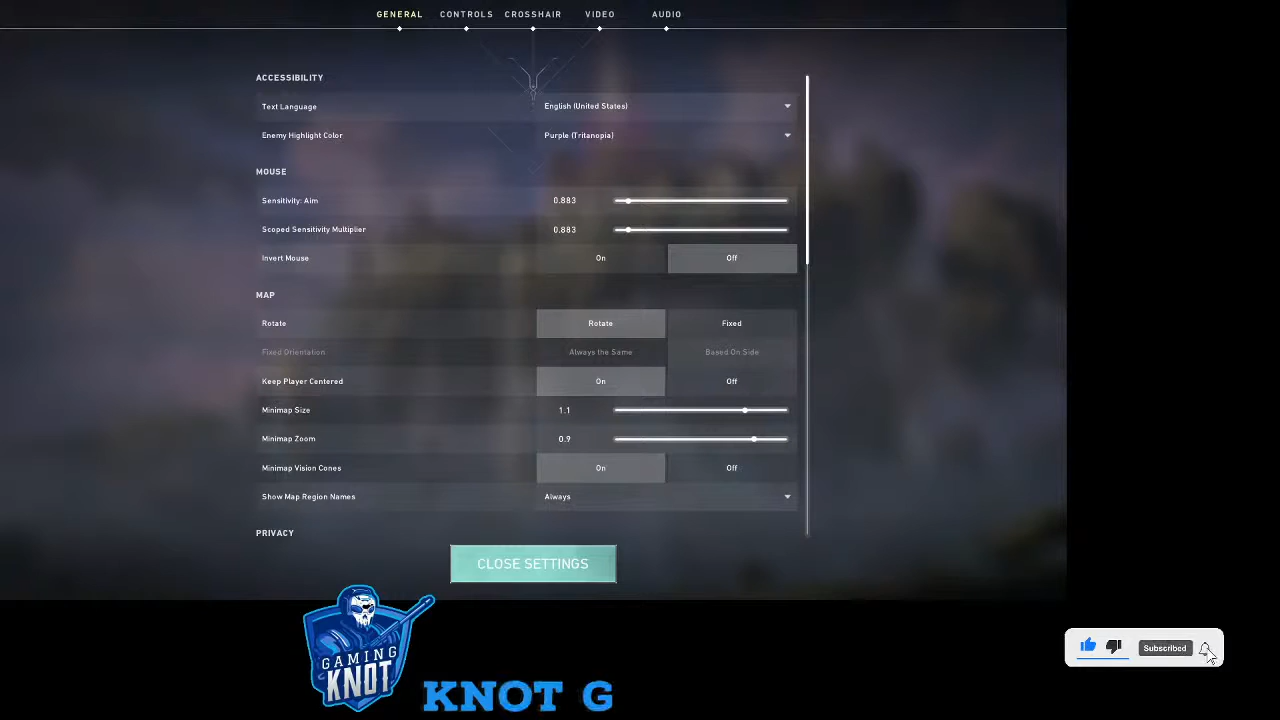 GENERAL CONTROLS CROSSHAIR VIDEO AUDIO
ACCESSIBILITY
Text Language English (United States)
Enemy Highlight Color Purple (Tritanopia)
MOUSE
Sensitivity: Aim 0.883
Scoped Sensitivity Multiplier 0.883
Invert Mouse On Off
MAP
Rotate Rotate Fixed
Fixed Orientation Always the Same Based On Side
Keep Player Centered On Off
Minimap Size 1.1
Minimap Zoom 0.9
Minimap Vision Cones On Off
Show Map Region Names Always
PRIVACY
CLOSE SETTINGS
GAMING
KNOT
KNOT G
Subscribed